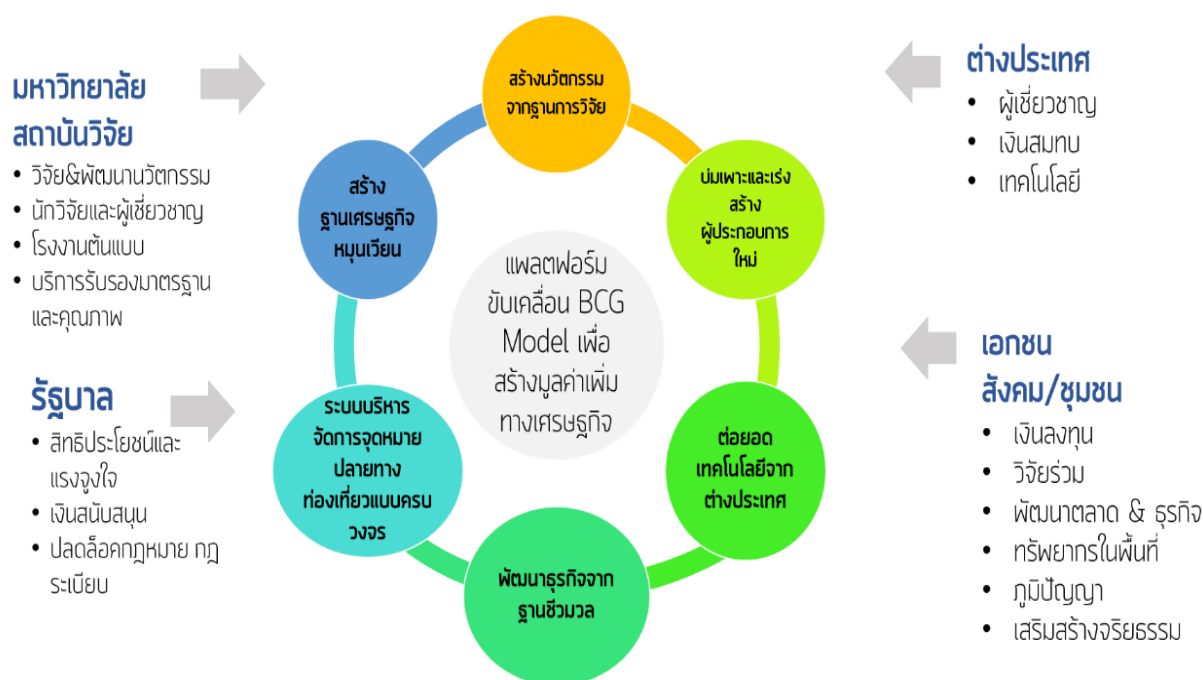 มหาวิทยาลัย
สถาบันวิจัย
• วิจัย&พัฒนานวัตกรรม
• นักวิจัยและผู้เชี่ยวชาญ
• โรงงานต้นแบบ
• บริการรับรองมาตรฐาน
และคุณภาพ
รัฐบาล
• สิทธิประโยชน์และ
แรงจูงใจ
• เงินสนับสนุน
• ปลดล็อคกฎหมาย กฎ
ระเบียบ
สร้างนวัตกรรม
จากฐานการวิจัย
บ่มเพาะและเร่ง
สร้าง
ผู้ประกอบการ
ใหม่
ต่อยอด
เทคโนโลยีจาก
ต่างประเทศ
พัฒนาธุรกิจจาก
ฐานชีวมวล
ระบบบริหาร
จัดการจุดหมาย
ปลายทาง
ท่องเที่ยวแบบครบ
วงจร
สร้าง
ฐานเศรษฐกิจ
หมุนเวียน
แพลตฟอร์ม
ขับเคลื่อน BCG
Model เพื่อ
สร้างมูลค่าเพิ่ม
ทางเศรษฐกิจ
ต่างประเทศ
• ผู้เชี่ยวชาญ
• เงินสมทบ
• เทคโนโลยี
เอกชน
สังคม/ชุมชน
• เงินลงทุน
• วิจัยร่วม
• พัฒนาตลาด & ธุรกิจ
• ทรัพยากรในพื้นที่
• ภูมิปัญญา
• เสริมสร้างจริยธรรม